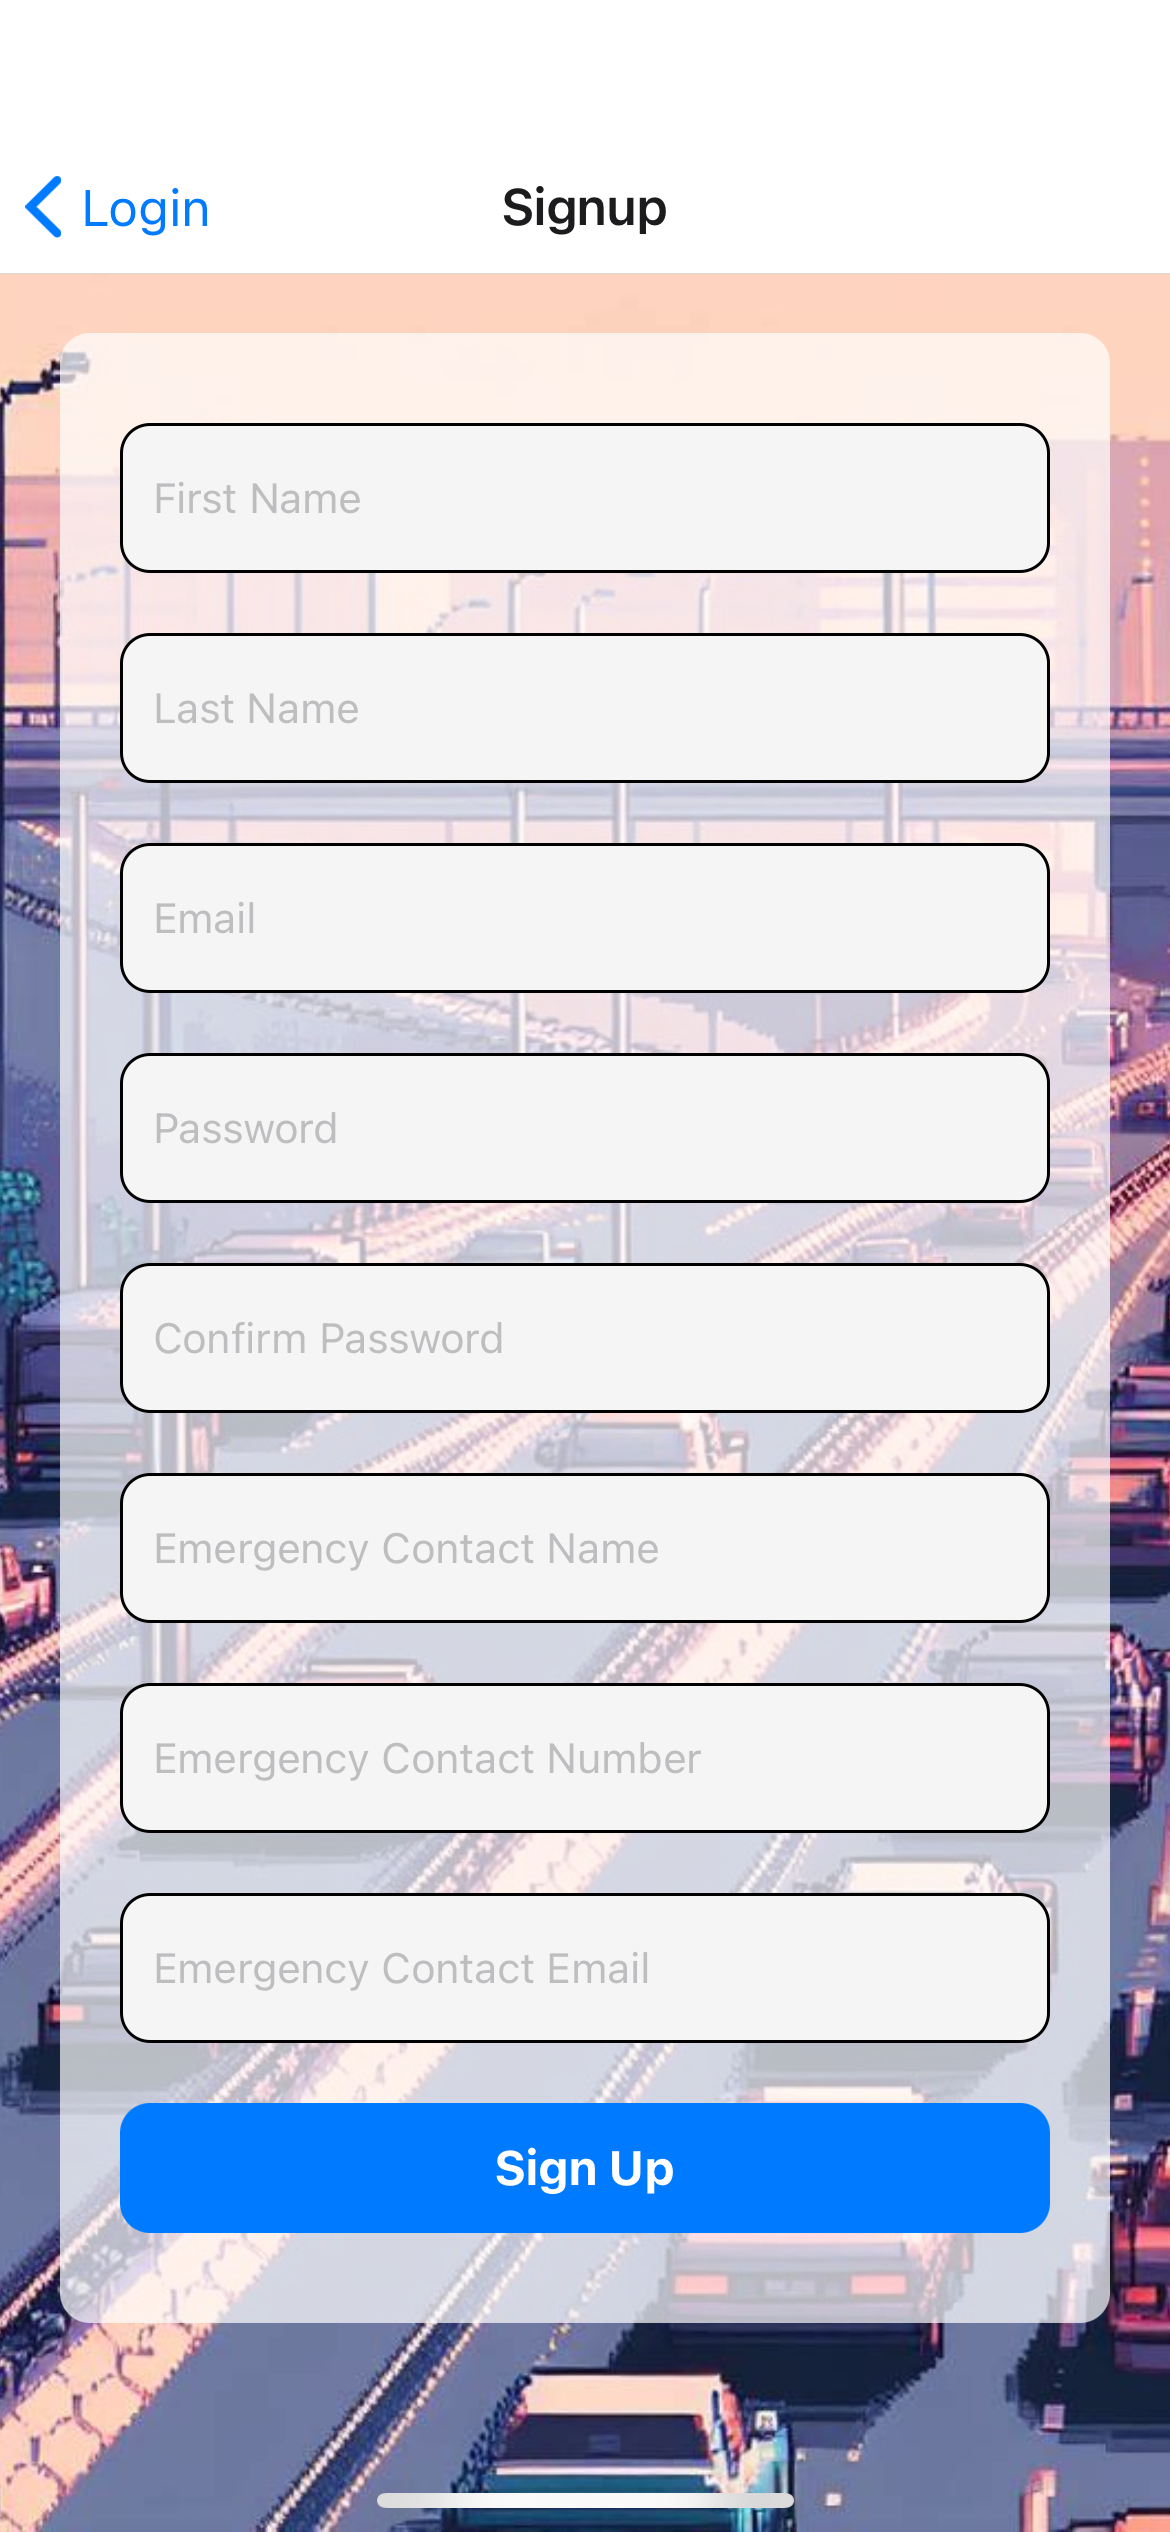 Login
Signup
First Name
Last Name
Email
Password
Confirm Password
Emergency Contact Name
Emergency Contact Number
Emergency Contact Email
Sign Up